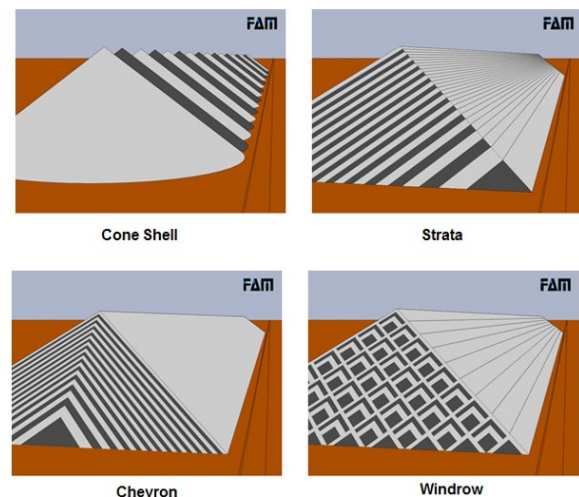 FAM
FAM
Cone Shell
Strata
FAM
FAM
Chevron
Windrow